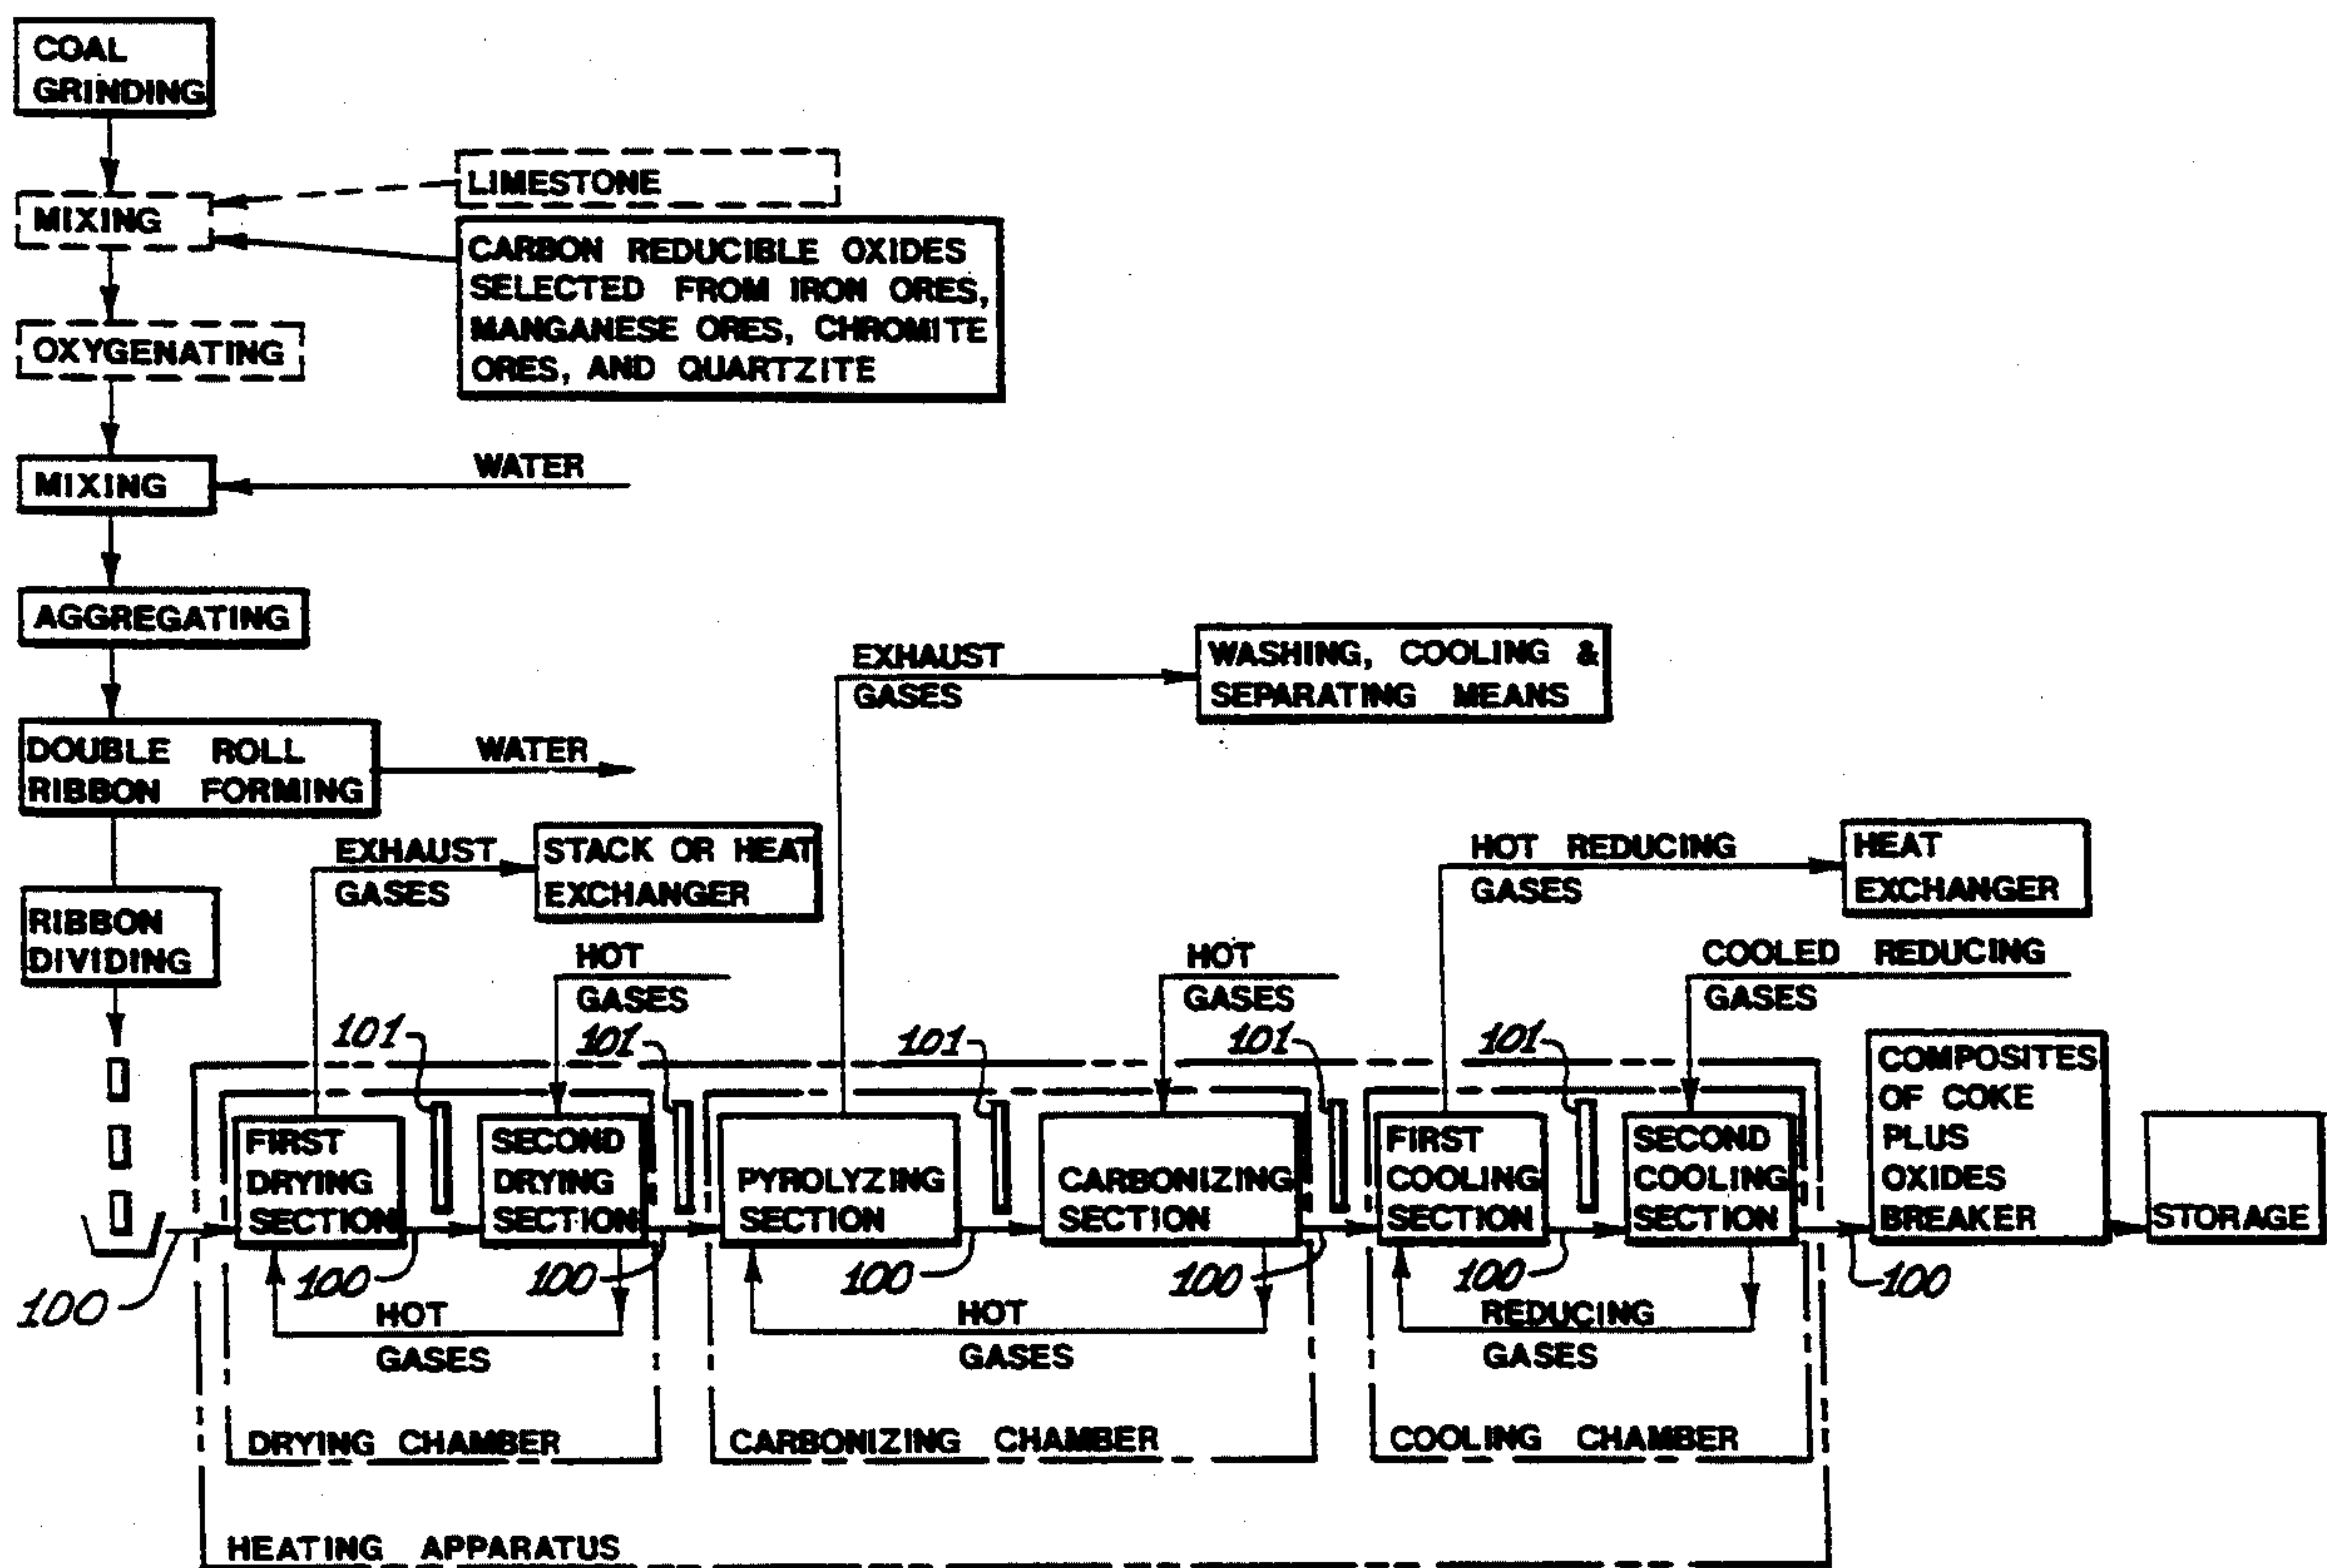 COAL
GRINDING
LIMESTONE
MIXING
CARBON REDUCIBLE OXIDES
SELECTED FROM IRON ORES,
MANGANESE ORES, CHROMITE
ORES, AND QUARTZITE
OXYGENATING
WATER
MIXING
AGGREGATING
EXHAUST
GASES
WASHING, COOLING &
SEPARATING MEANS
DOUBLE ROLL
RIBBON FORMING
WATER
EXHAUST
GASES
STACK OR HEAT
EXCHANGER
HOT REDUCING
GASES
HEAT
EXCHANGER
RIBBON
DIVIDING
HOT
GASES
HOT
GASES
COOLED REDUCING
GASES
101
101
101
101
101
FIRST
DRYING
SECTION
SECOND
DRYING
SECTION
PYROLYZING
SECTION
CARBONIZING
SECTION
FIRST
COOLING
SECTION
SECOND
COOLING
SECTION
COMPOSITES
OF COKE
PLUS
OXIDES
BREAKER
STORAGE
100
100
100
100
100
100
100
HOT
GASES
HOT
GASES
REDUCING
GASES
DRYING CHAMBER
CARBONIZING CHAMBER
COOLING CHAMBER
HEATING APPARATUS